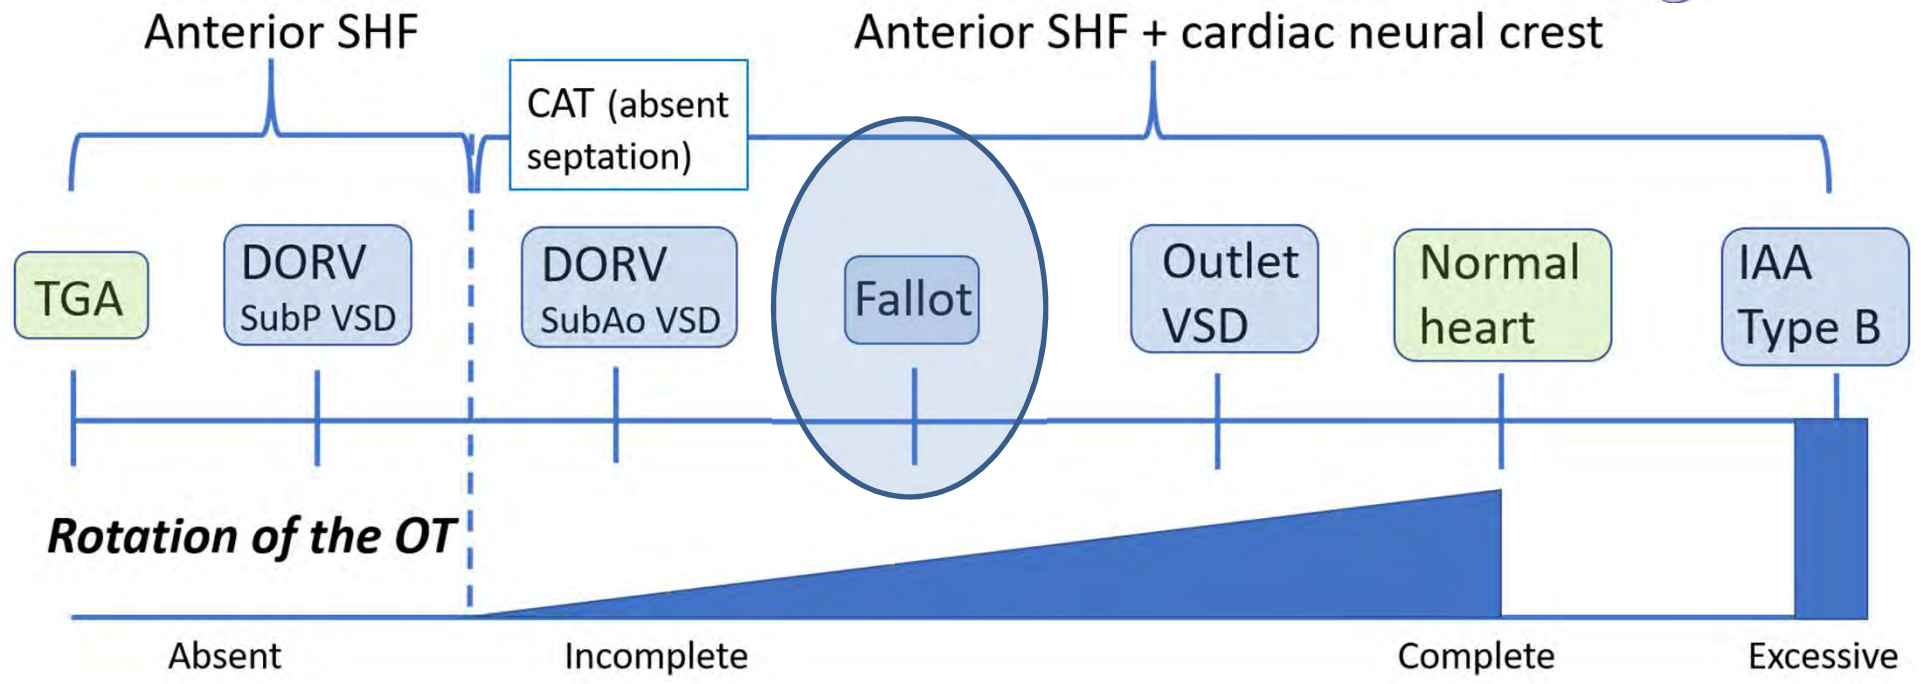 Anterior SHF
Anterior SHF + cardiac neural crest
CAT (absent
septation)
TGA
DORV
SubP VSD
DORV
SubAo VSD
Fallot
Outlet
VSD
Normal
heart
IAA
Type B
Rotation of the OT
Absent
Incomplete
Complete
Excessive